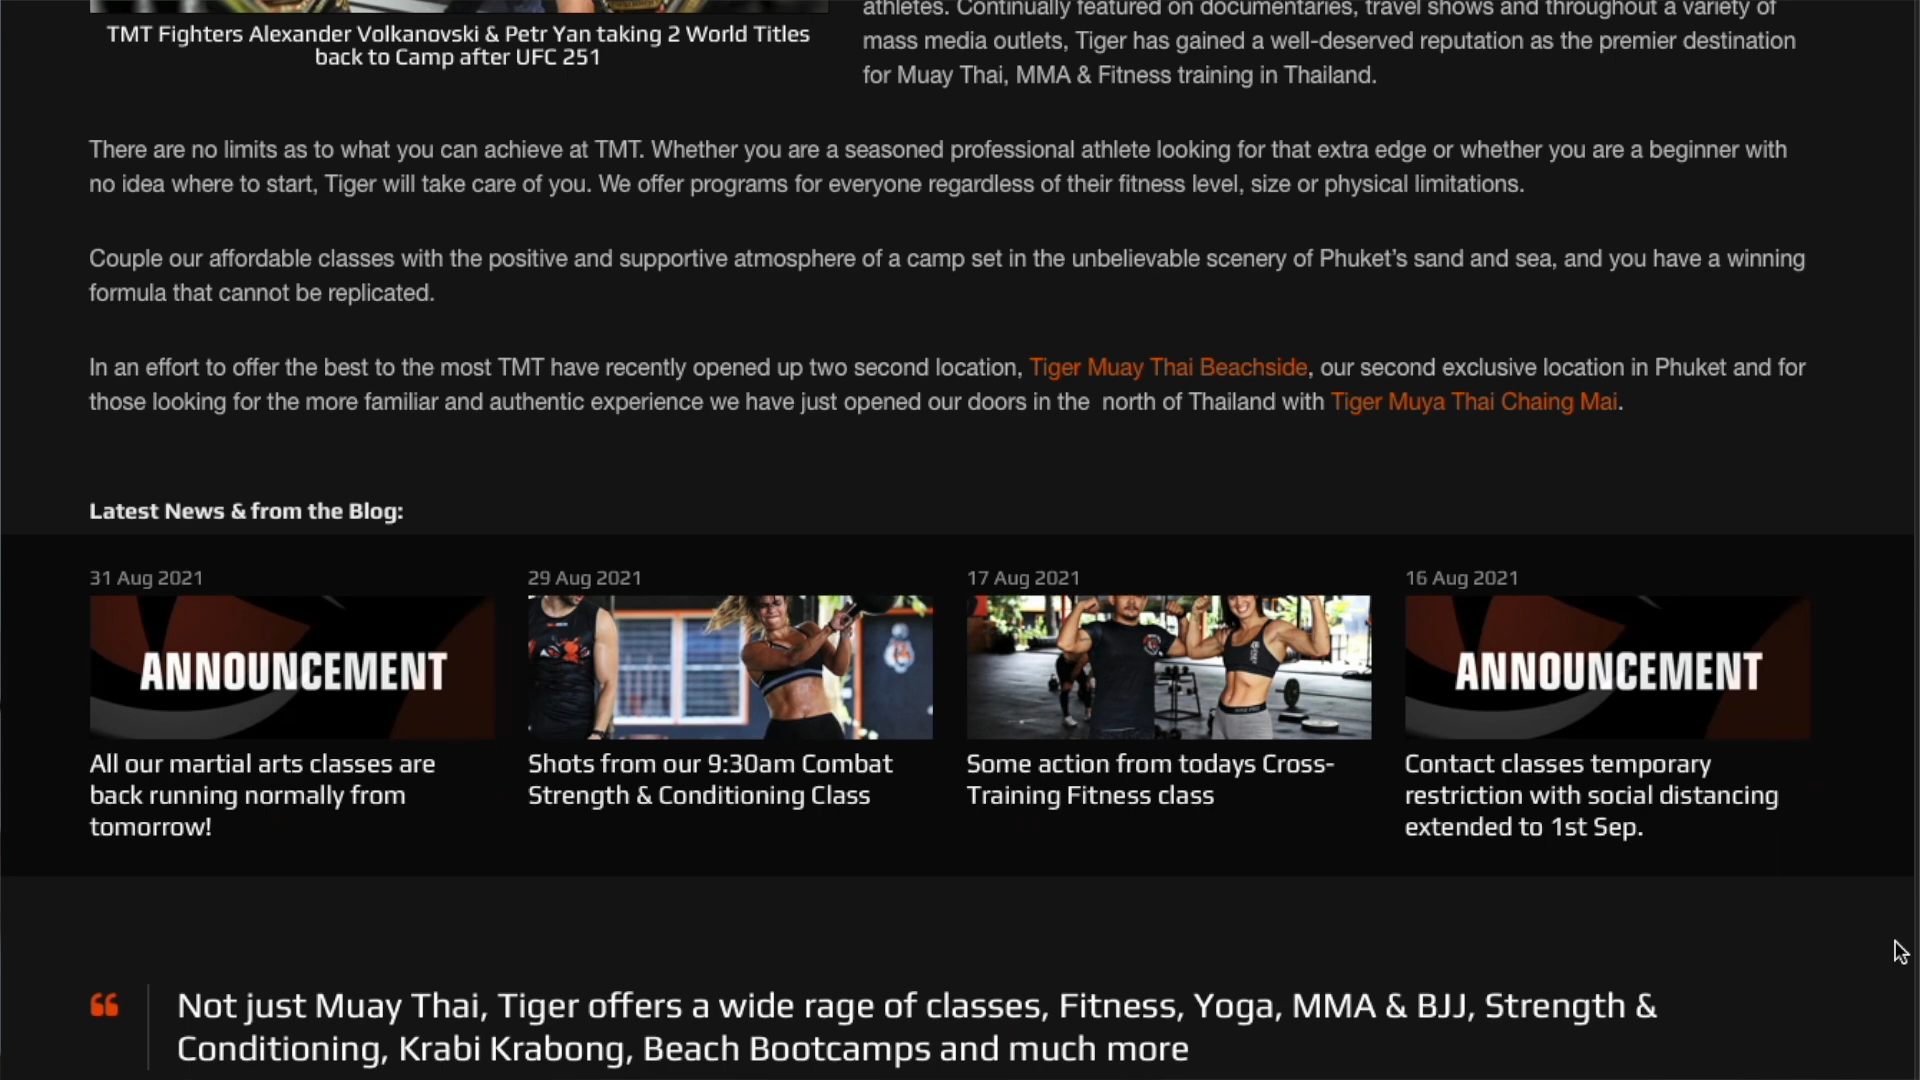 TMT Fighters Alexander Volkanovski & Petr Yan taking 2 World Titles
back to Camp after UFC 251
athletes. Continually featured on documentaries, travel shows and throughout a variety of
mass media outlets, Tiger has gained a well-deserved reputation as the premier destination
for Muay Thai, MMA & Fitness training in Thailand.
There are no limits as to what you can achieve at TMT. Whether you are a seasoned professional athlete looking for that extra edge or whether you are a beginner with
no idea where to start, Tiger will take care of you. We offer programs for everyone regardless of their fitness level, size or physical limitations.
Couple our affordable classes with the positive and supportive atmosphere of a camp set in the unbelievable scenery of Phuket’s sand and sea, and you have a winning
formula that cannot be replicated.
In an effort to offer the best to the most TMT have recently opened up two second location, Tiger Muay Thai Beachside, our second exclusive location in Phuket and for
those looking for the more familiar and authentic experience we have just opened our doors in the  north of Thailand with Tiger Muya Thai Chaing Mai.
Latest News & from the Blog:
31 Aug 2021
ANNOUNCEMENT
All our martial arts classes are
back running normally from
tomorrow!
29 Aug 2021
Shots from our 9:30am Combat
Strength & Conditioning Class
17 Aug 2021
Some action from todays Cross-
Training Fitness class
16 Aug 2021
ANNOUNCEMENT
Contact classes temporary
restriction with social distancing
extended to 1st Sep.
“ Not just Muay Thai, Tiger offers a wide rage of classes, Fitness, Yoga, MMA & BJJ, Strength &
Conditioning, Krabi Krabong, Beach Bootcamps and much more